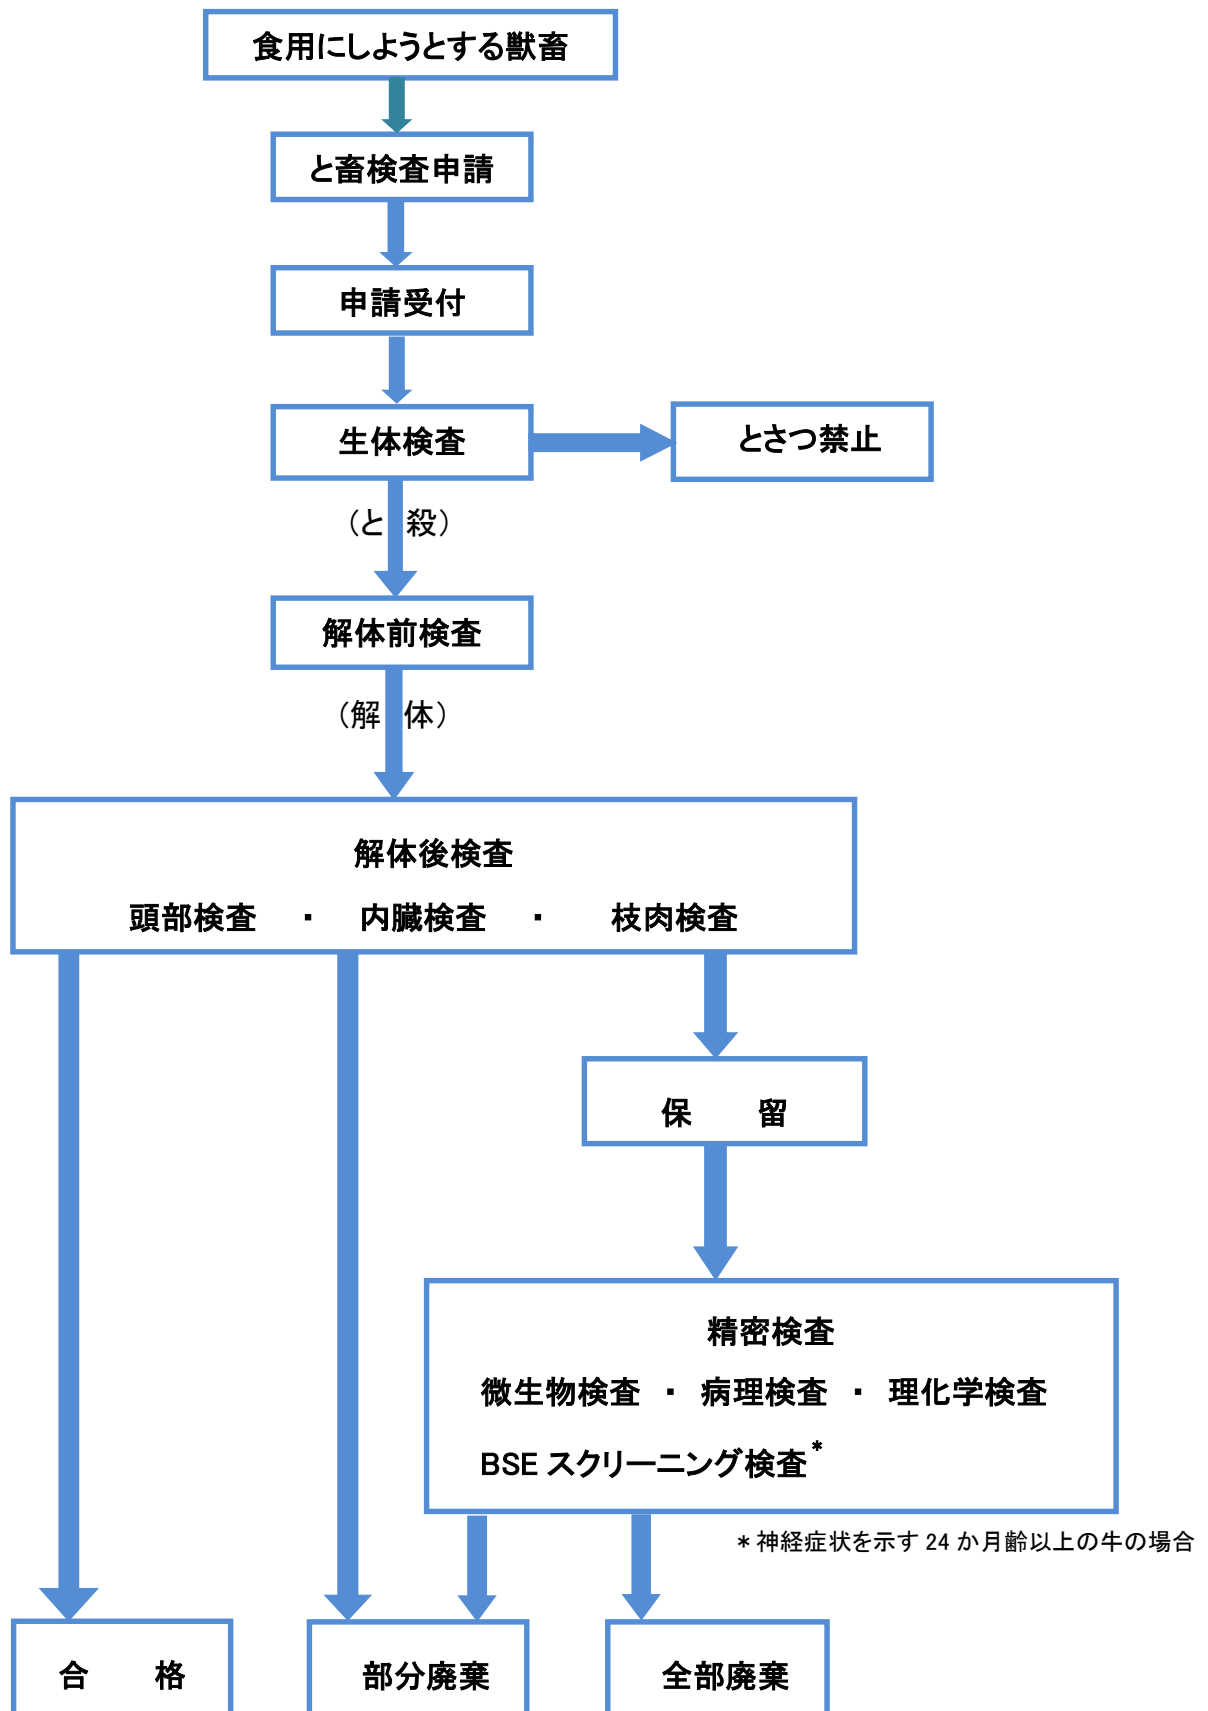 食用にしようとする獣畜
と畜検査申請
申請受付
生体検査
とさつ禁止
（と 殺）
解体前検査
（解 体）
解体後検査
頭部検査 ・ 内臓検査 ・ 枝肉検査
保 留
精密検査
微生物検査 ・ 病理検査 ・ 理化学検査
BSE スクリーニング検査*
*神経症状を示す 24 か月齢以上の牛の場合
合 格
部分廃棄
全部廃棄